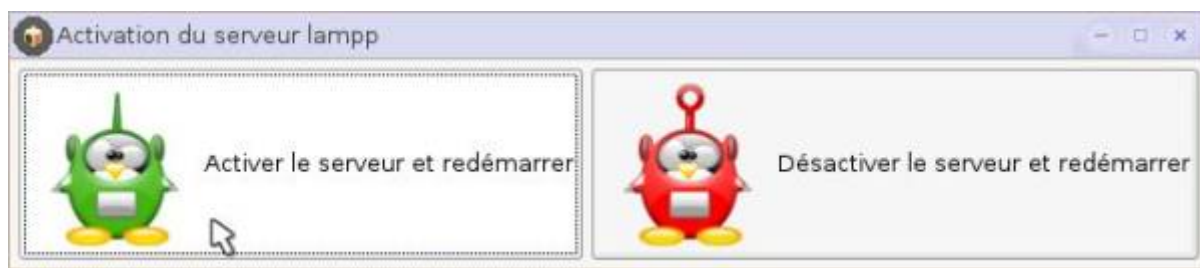 Activation du serveur lampp
Activer le serveur et redémarrer
Désactiver le serveur et redémarrer